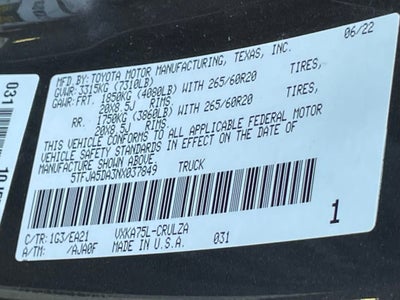 MFD. BY: TOYOTA MOTOR MANUFACTURING, TEXAS, INC. 06/22
GVWR: 3315KG (7310LB)
GAWR: FRT. 1850KG (4080LB) WITH 265/60R20 TIRES,
20X8.5J RIMS
RR. 1750KG (3860LB) WITH 265/60R20 TIRES,
20X8.5J RIMS
THIS VEHICLE CONFORMS TO ALL APPLICABLE FEDERAL MOTOR
VEHICLE SAFETY STANDARDS IN EFFECT ON THE DATE OF
MANUFACTURE SHOWN ABOVE.
5TFJA5DA3NX037849 TRUCK
C/TR: 1G3/EA21 VXKA75L-CRULZA 1
A/TM: /AJA0F MADE IN U.S.A. 031
031